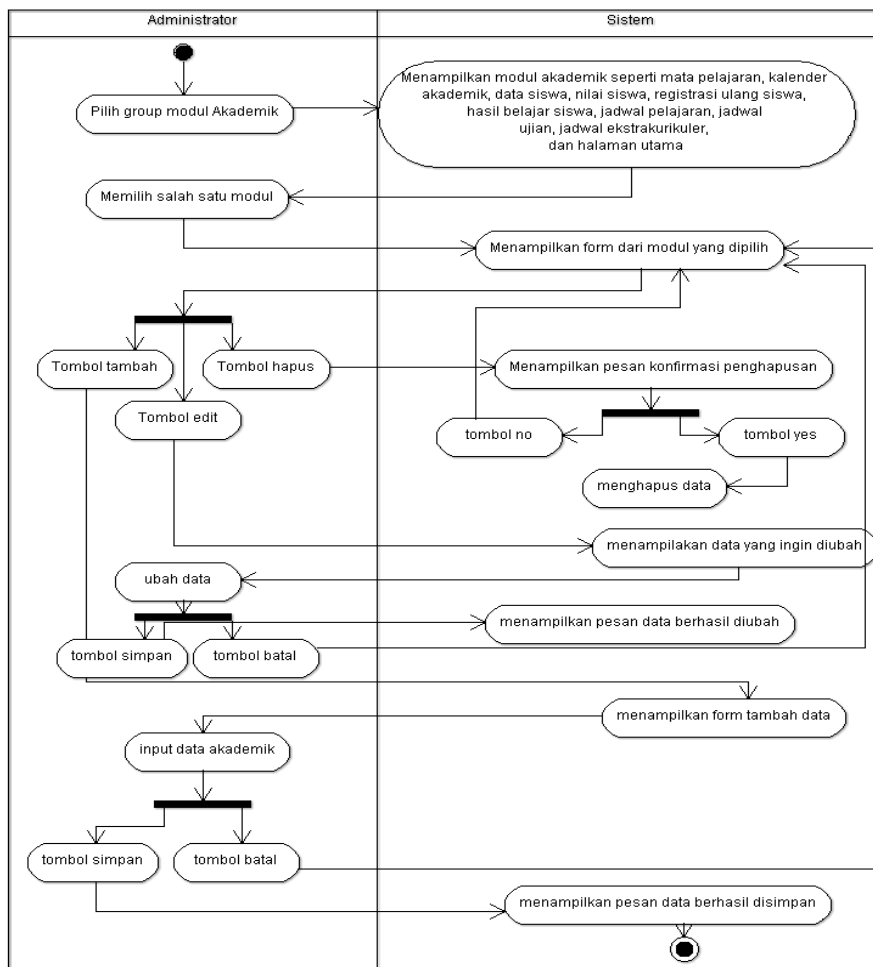 Administrator
Sistem
Pilih group modul Akademik
Menampilkan modul akademik seperti mata pelajaran, kalender
akademik, data siswa, nilai siswa, registrasi ulang siswa,
hasil belajar siswa, jadwal pelajaran, jadwal
ujian, jadwal ekstrakurikuler,
dan halaman utama
Memilih salah satu modul
Menampilkan form dari modul yang dipilih
Tombol tambah
Tombol hapus
Menampilkan pesan konfirmasi penghapusan
Tombol edit
tombol no
tombol yes
menghapus data
menampilakan data yang ingin diubah
ubah data
menampilkan pesan data berhasil diubah
tombol simpan
tombol batal
menampilkan form tambah data
input data akademik
tombol simpan
tombol batal
menampilkan pesan data berhasil disimpan